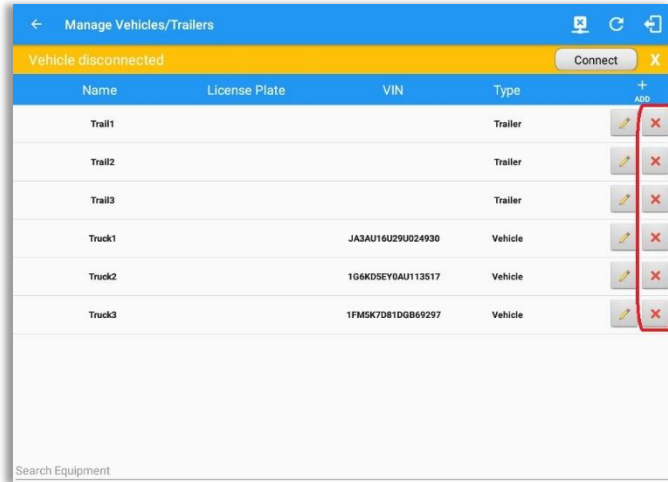 Manage Vehicles/Trailers
Vehicle disconnected Connect X
Name License Plate VIN Type + ADD
Trail1 Trailer
Trail2 Trailer
Trail3 Trailer
Truck1 JA3AU16U29U024930 Vehicle
Truck2 1G6KD5EY0AU113517 Vehicle
Truck3 1FM5K7D81DGB69297 Vehicle
Search Equipment